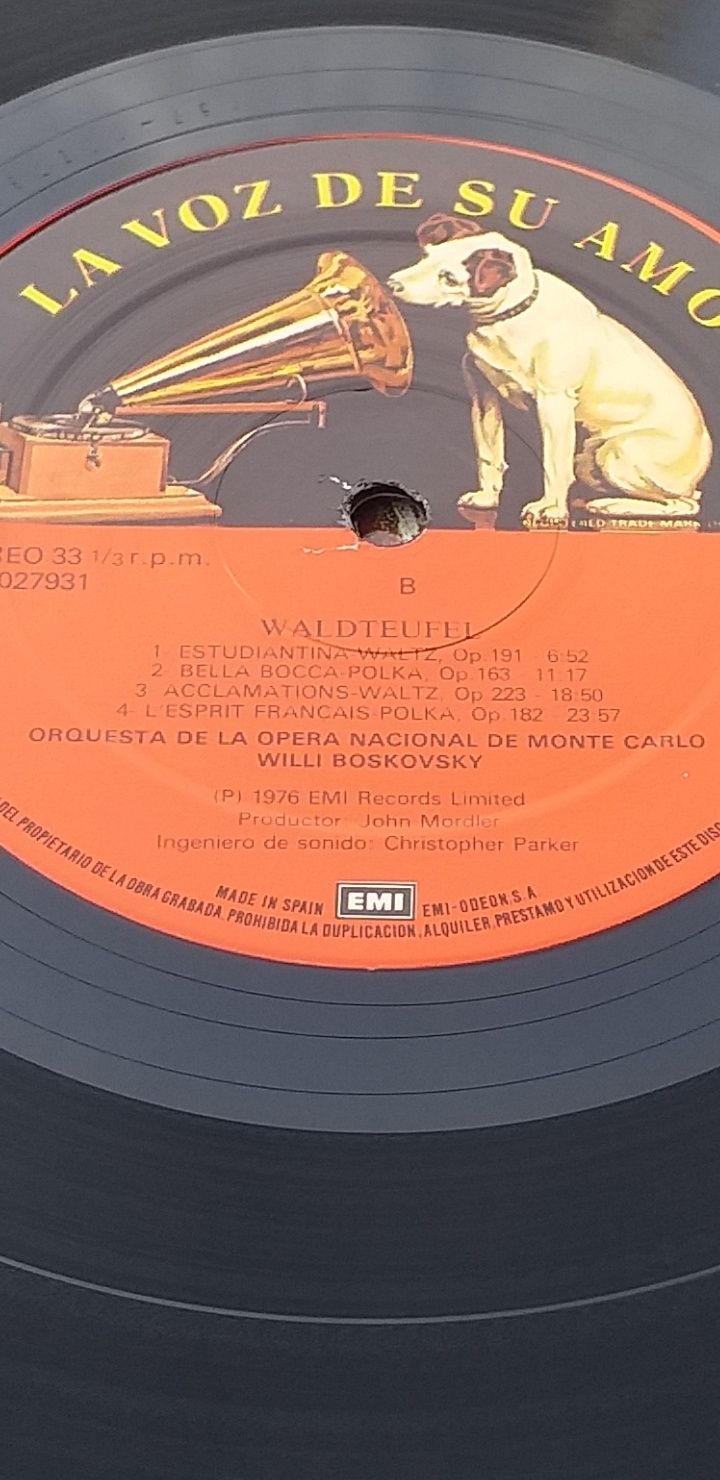 LA VOZ DE SU AMO
REO 33 1/3 r.p.m.
027931
B
WALDTEUFEL
1- ESTUDIANTINA-WALTZ, Op.191 - 6:52
2- BELLA BOCCA-POLKA, Op.163 - 11:17
3- ACCLAMATIONS-WALTZ, Op.223 - 18:50
4- L'ESPRIT FRANCAIS-POLKA, Op.182 - 23:57
ORQUESTA DE LA OPERA NACIONAL DE MONTE CARLO
WILLI BOSKOVSKY
(P) 1976 EMI Records Limited
Productor: John Mordler
Ingeniero de sonido: Christopher Parker
MADE IN SPAIN EMI EMI-ODEON, S.A.
DEL PROPIETARIO DE LA OBRA GRABADA, PROHIBIDA LA DUPLICACION, ALQUILER, PRESTAMO Y UTILIZACION DE ESTE DISC
TRADE MARK